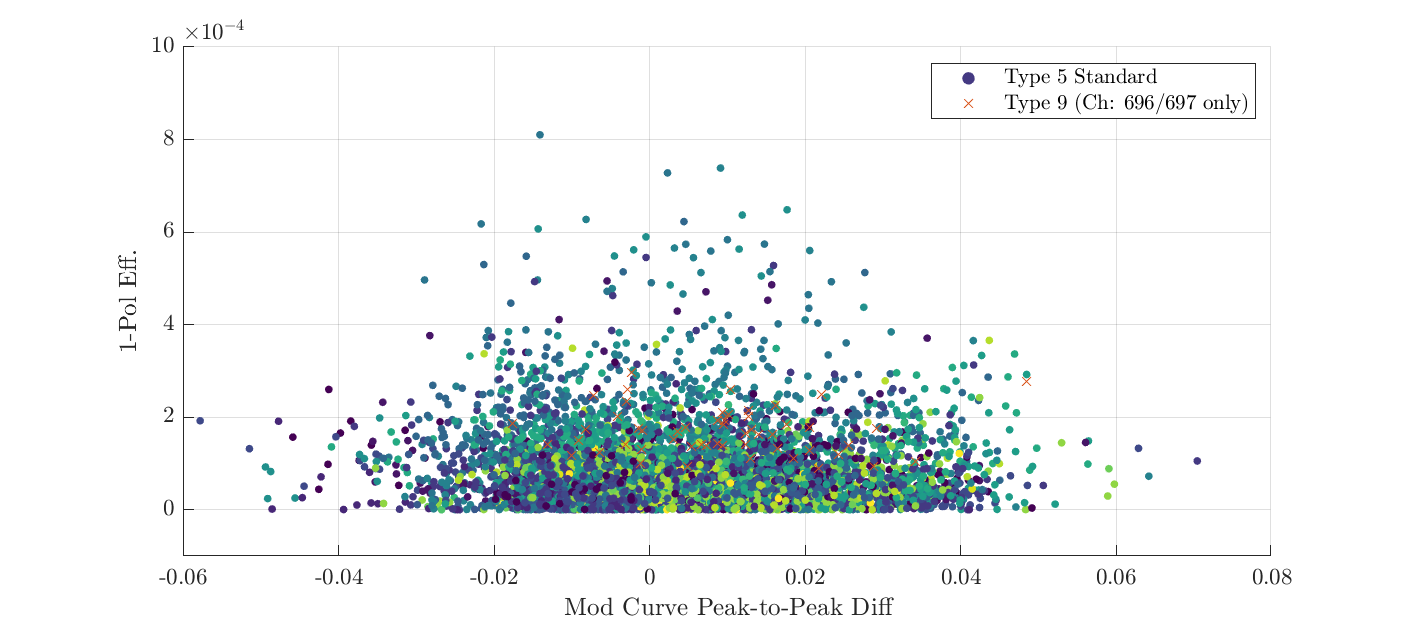 ×10⁻⁴
10
8
6
4
2
0
1-Pol Eff.
Type 5 Standard
Type 9 (Ch: 696/697 only)
-0.06 -0.04 -0.02 0 0.02 0.04 0.06 0.08
Mod Curve Peak-to-Peak Diff